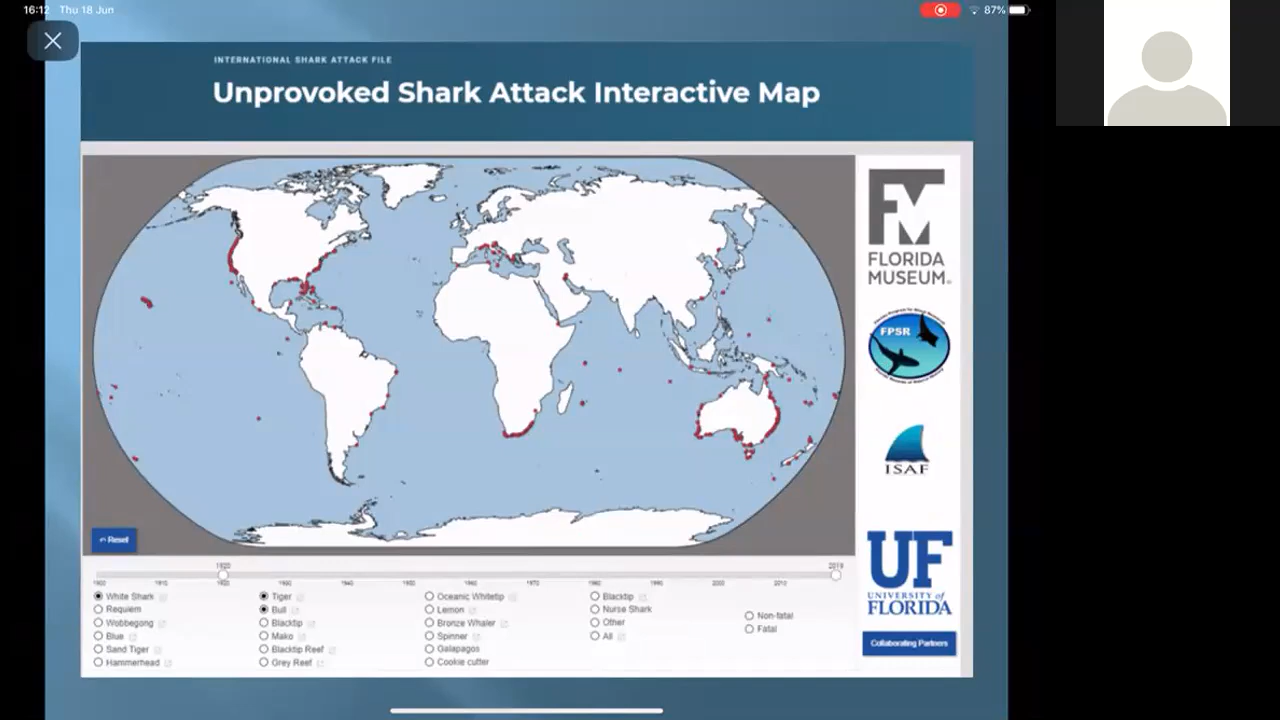 16:12 Thu 18 Jun
87%
INTERNATIONAL SHARK ATTACK FILE
Unprovoked Shark Attack Interactive Map
FM
FLORIDA
MUSEUM
FPSR
ISAF
UF
UNIVERSITY of
FLORIDA
Collaborating Partners
Reset
1920
2019
1900
1910
1920
1930
1940
1950
1960
1970
1980
1990
2000
2010
White Shark
Requiem
Wobbegong
Blue
Sand Tiger
Hammerhead
Tiger
Bull
Blacktip
Mako
Blacktip Reef
Grey Reef
Oceanic Whitetip
Lemon
Bronze Whaler
Spinner
Galapagos
Cookie cutter
Blacktip
Nurse Shark
Other
All
Non-fatal
Fatal